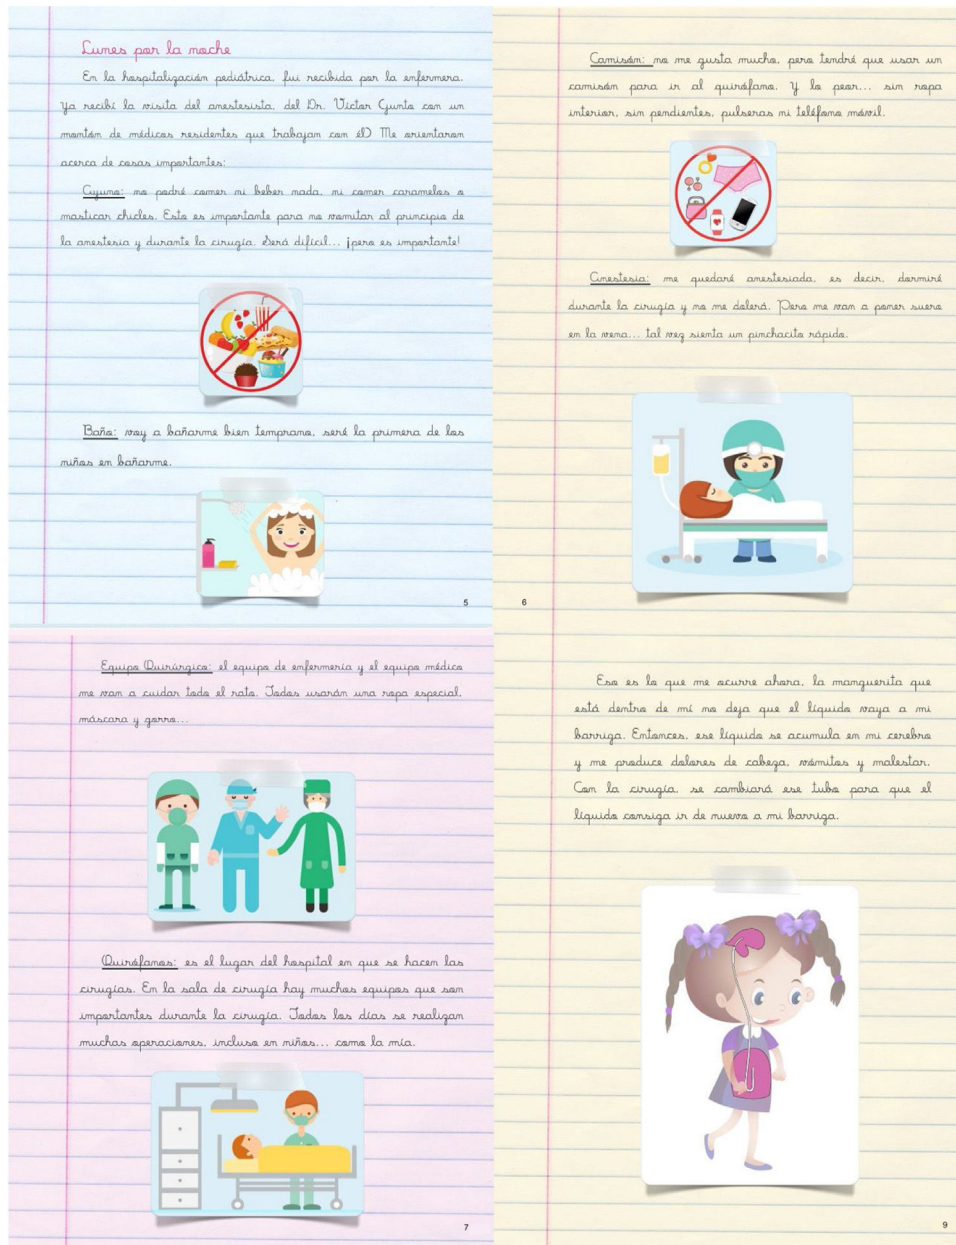 Lunes por la noche
En la hospitalización pediátrica, fui recibida por la enfermera.
Ya recibí la visita del anestesista, del Dr. Víctor (junto con un
montón de médicos residentes que trabajan con él) Me orientaron
acerca de cosas importantes:
Ayuno: no podré comer ni beber nada, ni comer caramelos o
masticar chicles. Esto es importante para no vomitar al principio de
la anestesia y durante la cirugía. Será difícil... ¡pero es importante!
Baño: voy a bañarme bien temprano, seré la primera de los
niños en bañarme.
5
Camisón: no me gusta mucho, pero tendré que usar un
camisón para ir al quirófano. Y lo peor... sin ropa
interior, sin pendientes, pulseras ni teléfono móvil.
Anestesia: me quedaré anestesiada, es decir, dormiré
durante la cirugía y no me dolerá. Pero me van a poner suero
en la vena... tal vez sienta un pinchacito rápido.
6
Equipo Quirúrgico: el equipo de enfermería y el equipo médico
me van a cuidar todo el rato. Todos usarán una ropa especial,
máscara y gorro...
Quirófanos: es el lugar del hospital en que se hacen las
cirugías. En la sala de cirugía hay muchos equipos que son
importantes durante la cirugía. Todos los días se realizan
muchas operaciones, incluso en niños... como la mía.
7
Eso es lo que me ocurre ahora, la manguerita que
está dentro de mí no deja que el líquido vaya a mi
barriga. Entonces, ese líquido se acumula en mi cerebro
y me produce dolores de cabeza, vómitos y malestar.
Con la cirugía, se cambiará ese tubo para que el
líquido consiga ir de nuevo a mi barriga.
9